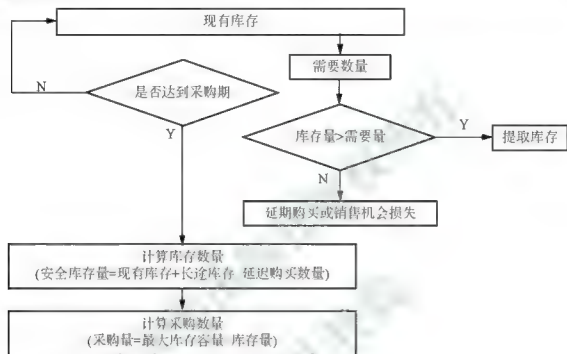 现有库存
需要数量
N
是否达到采购期
库存量>需要量
Y
提取库存
Y
N
延期购买或销售机会损失
计算库存数量
(安全库存量=现有库存+长途库存 延迟购买数量)
计算采购数量
(采购量=最大库存容量 库存量)